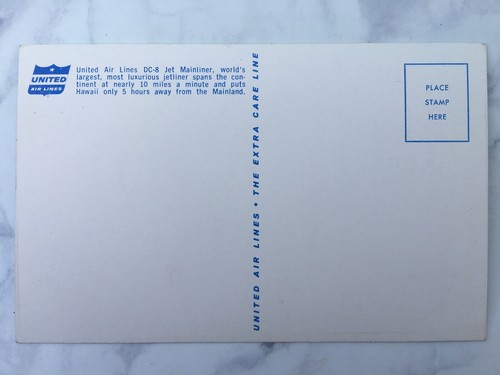 UNITED
AIR LINES
United Air Lines DC-8 Jet Mainliner, world's
largest, most luxurious jetliner spans the con-
tinent at nearly 10 miles a minute and puts
Hawaii only 5 hours away from the Mainland.
UNITED AIR LINES • THE EXTRA CARE LINE
PLACE
STAMP
HERE